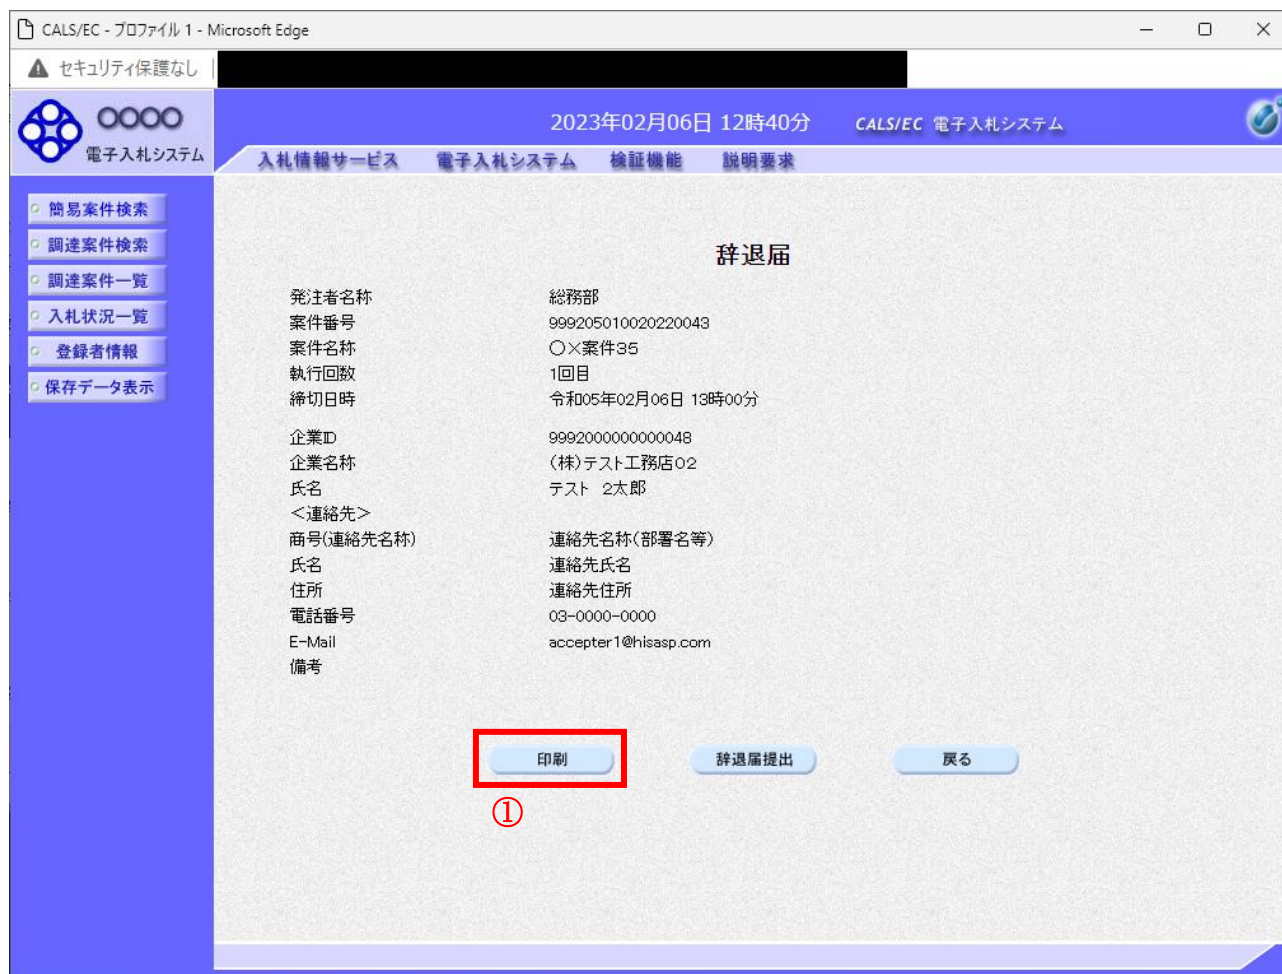 CALS/EC - プロファイル 1 - Microsoft Edge
セキュリティ保護なし
〇〇〇〇
電子入札システム
2023年02月06日 12時40分 CALS/EC 電子入札システム
入札情報サービス 電子入札システム 検証機能 説明要求
簡易案件検索
調達案件検索
調達案件一覧
入札状況一覧
登録者情報
保存データ表示
辞退届
発注者名称 総務部
案件番号 999205010020220043
案件名称 〇×案件35
執行回数 1回目
締切日時 令和05年02月06日 13時00分
企業ID 9992000000000048
企業名称 (株)テスト工務店02
氏名 テスト 2太郎
<連絡先>
商号(連絡先名称) 連絡先名称(部署名等)
氏名 連絡先氏名
住所 連絡先住所
電話番号 03-0000-0000
E-Mail accepter1@hisasp.com
備考
印刷 辞退届提出 戻る
①